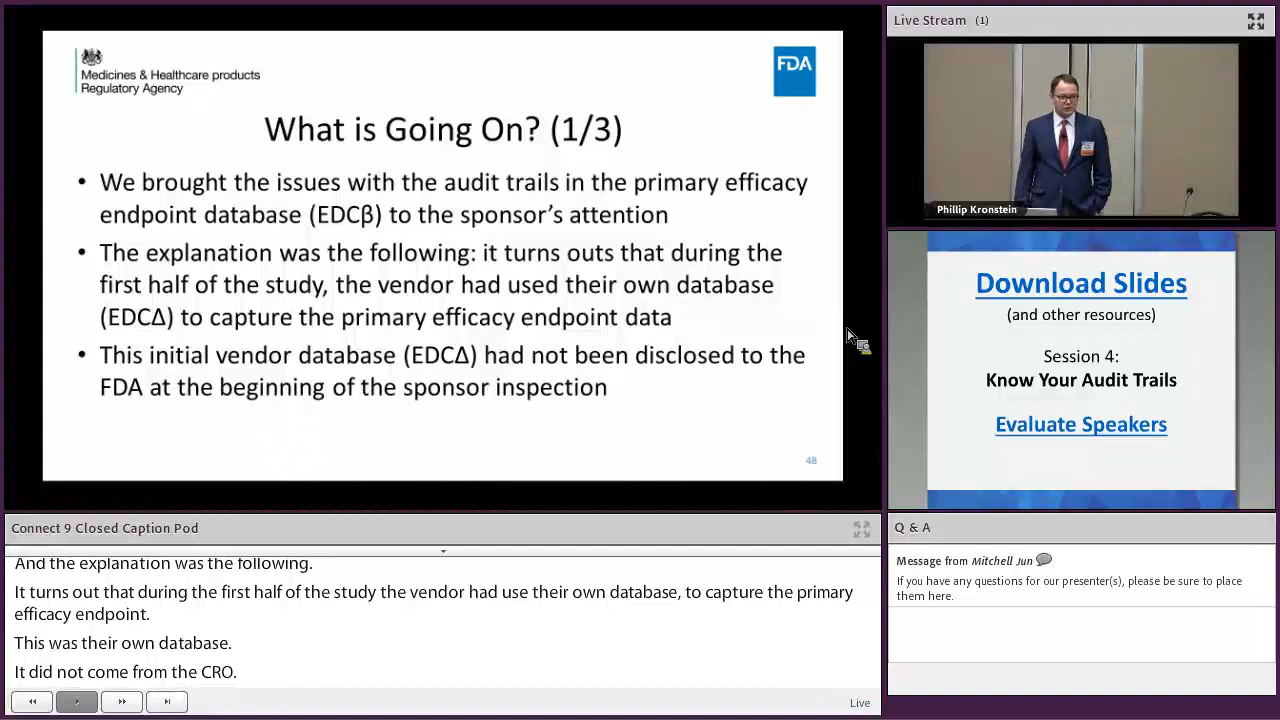 Medicines & Healthcare products
Regulatory Agency
FDA
What is Going On? (1/3)
• We brought the issues with the audit trails in the primary efficacy
endpoint database (EDCβ) to the sponsor's attention
• The explanation was the following: it turns outs that during the
first half of the study, the vendor had used their own database
(EDCΔ) to capture the primary efficacy endpoint data
• This initial vendor database (EDCΔ) had not been disclosed to the
FDA at the beginning of the sponsor inspection
48
Live Stream (1)
Phillip Kronstein
Download Slides
(and other resources)
Session 4:
Know Your Audit Trails
Evaluate Speakers
Connect 9 Closed Caption Pod
And the explanation was the following.
It turns out that during the first half of the study the vendor had use their own database, to capture the primary
efficacy endpoint.
This was their own database.
It did not come from the CRO.
Live
Q & A
Message from Mitchell Jun
If you have any questions for our presenter(s), please be sure to place
them here.